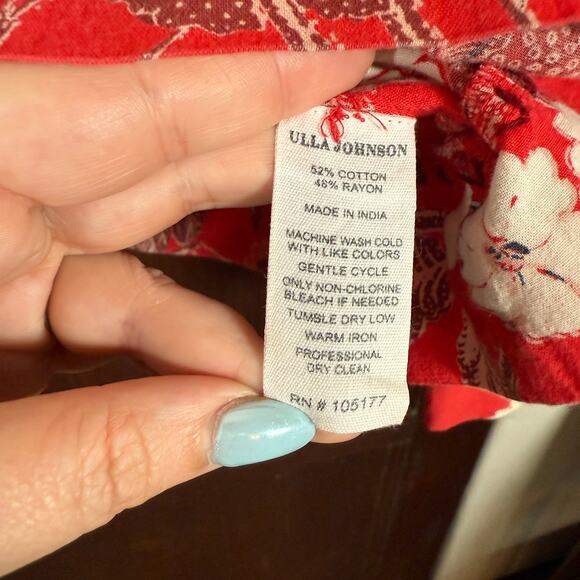 ULLA JOHNSON
52% COTTON
48% RAYON
MADE IN INDIA
MACHINE WASH COLD
WITH LIKE COLORS
GENTLE CYCLE
ONLY NON-CHLORINE
BLEACH IF NEEDED
TUMBLE DRY LOW
WARM IRON
PROFESSIONAL
DRY CLEAN
RN # 105177